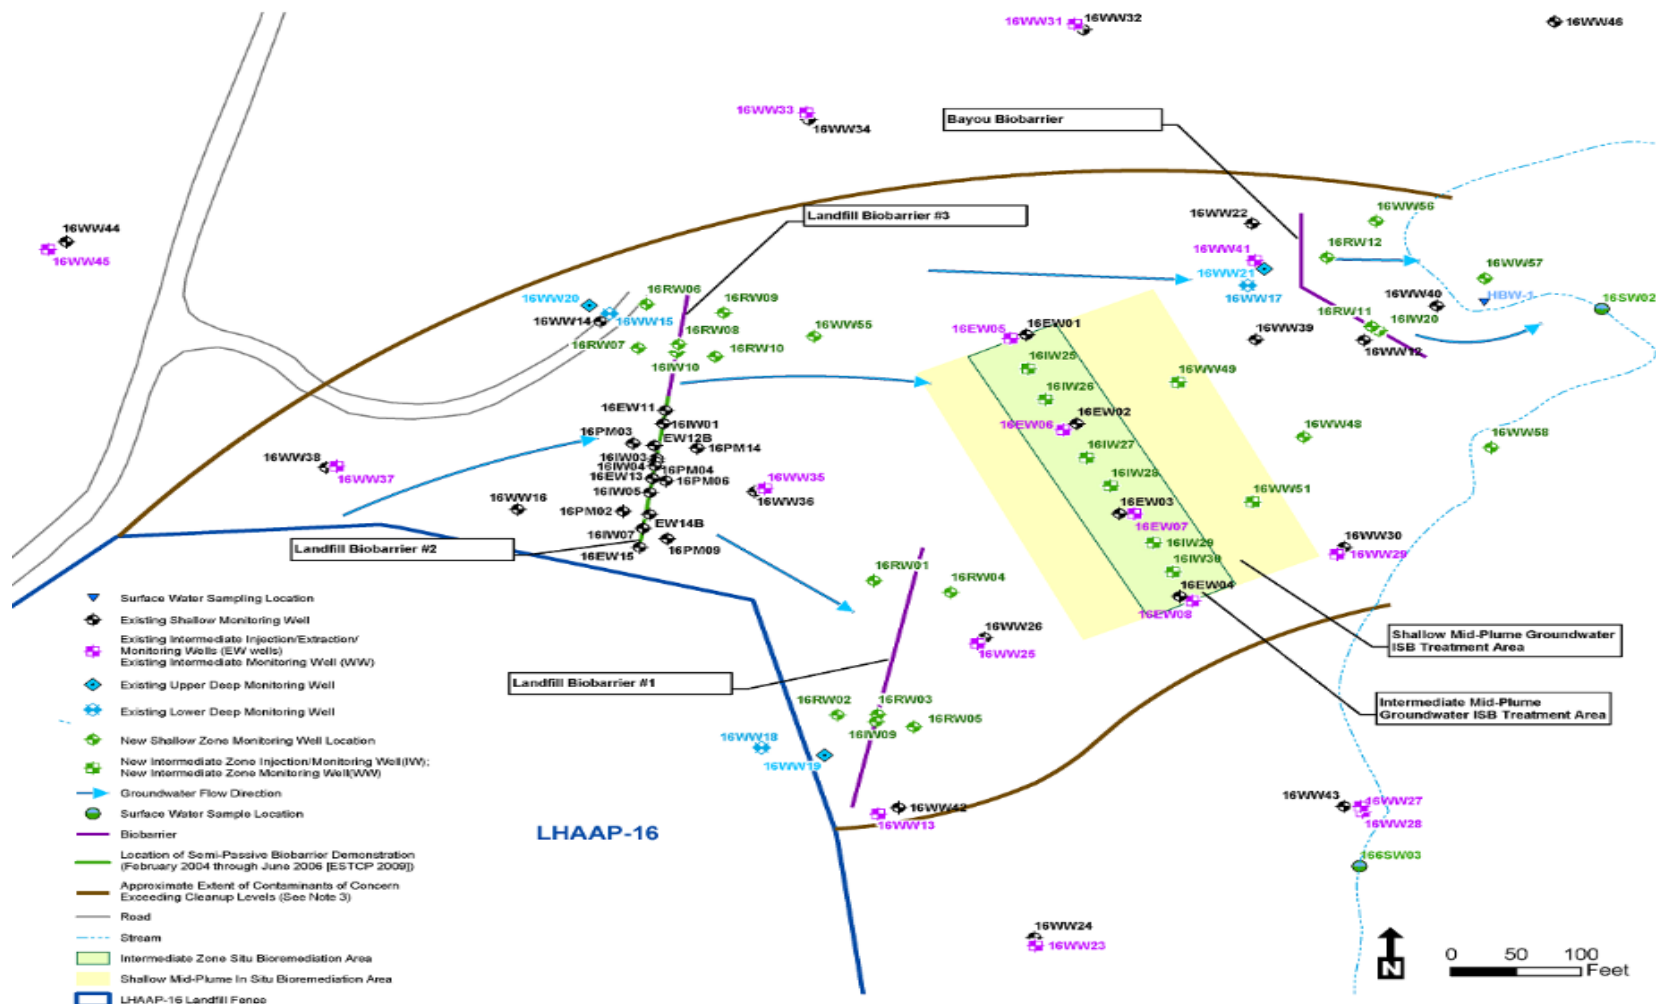 16WW31
16WW32
16WW46
16WW33
16WW34
Bayou Biobarrier
16WW44
16WW45
Landfill Biobarrier #3
16WW22
16WW56
16RW12
16WW41
16WW21
16WW17
16WW57
HBW-1
16SW02
16WW40
16RW11
16IW20
16WW12
16WW39
16WW20
16WW14
16WW15
16RW06
16RW09
16RW08
16RW07
16RW10
16WW55
16IW10
16EW05
16EW01
16IW25
16IW26
16EW02
16EW06
16IW27
16IW28
16EW03
16EW07
16IW29
16IW30
16EW04
16EW08
16WW49
16WW48
16WW51
16WW58
16WW30
16WW29
16EW11
16IW01
16PM03
EW12B
16PM14
16IW03
16IW04
16PM04
16EW13
16PM06
16IW05
16WW38
16WW37
16WW16
16PM02
16WW35
16WW36
EW14B
16IW07
16EW15
16PM09
Landfill Biobarrier #2
16RW01
16RW04
16WW26
16WW25
Landfill Biobarrier #1
16RW02
16RW03
16RW05
16IW09
16WW18
16WW19
16WW42
16WW13
Shallow Mid-Plume Groundwater
ISB Treatment Area
Intermediate Mid-Plume
Groundwater ISB Treatment Area
16WW43
16WW27
16WW28
166SW03
16WW24
16WW23
LHAAP-16
Surface Water Sampling Location
Existing Shallow Monitoring Well
Existing Intermediate Injection/Extraction/
Monitoring Wells (EW wells)
Existing Intermediate Monitoring Well (WW)
Existing Upper Deep Monitoring Well
Existing Lower Deep Monitoring Well
New Shallow Zone Monitoring Well Location
New Intermediate Zone Injection/Monitoring Well(IW);
New Intermediate Zone Monitoring Well(WW)
Groundwater Flow Direction
Surface Water Sample Location
Biobarrier
Location of Semi-Passive Biobarrier Demonstration
(February 2004 through June 2006 [ESTCP 2009])
Approximate Extent of Contaminants of Concern
Exceeding Cleanup Levels (See Note 3)
Road
Stream
Intermediate Zone Situ Bioremediation Area
Shallow Mid-Plume In Situ Bioremediation Area
LHAAP-16 Landfill Fence
N
0 50 100
Feet